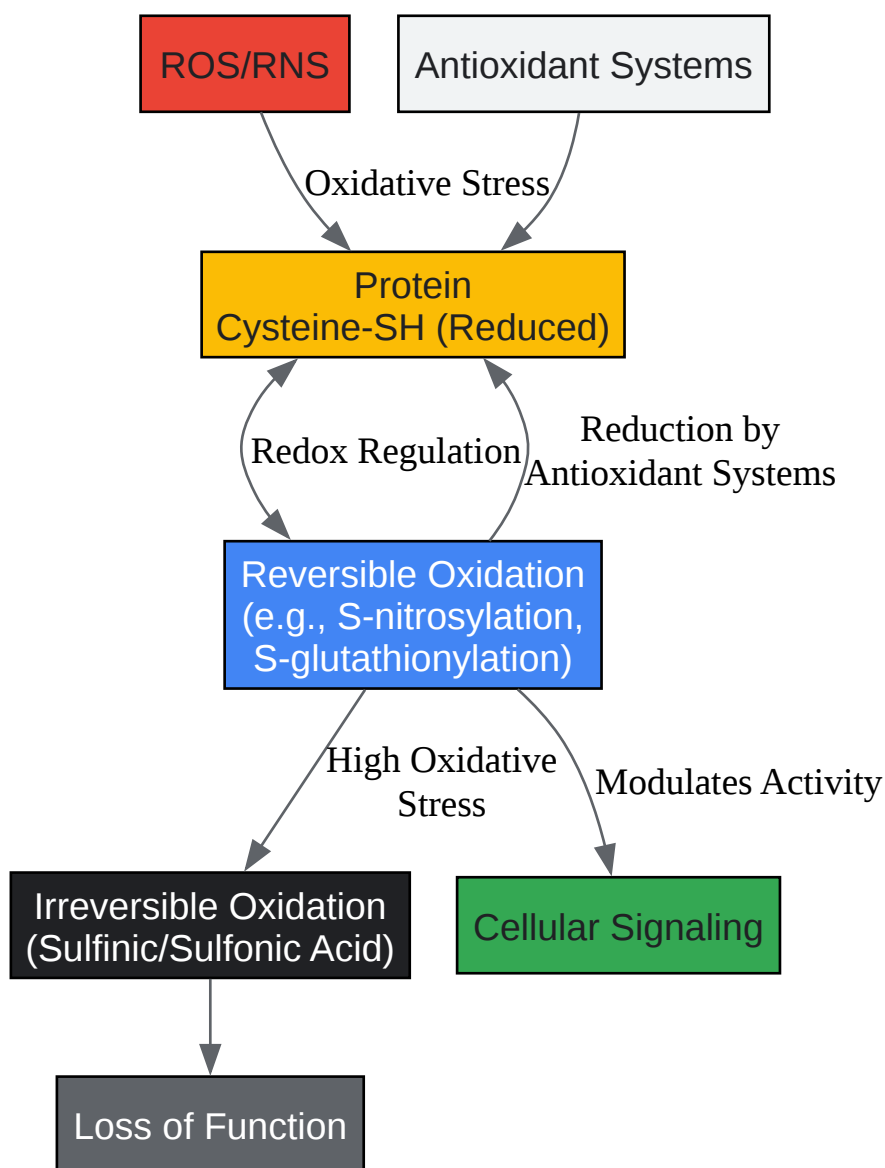 ROS/RNS
Antioxidant Systems
Oxidative Stress
Protein
Cysteine-SH (Reduced)
Redox Regulation
Reduction by
Antioxidant Systems
Reversible Oxidation
(e.g., S-nitrosylation,
S-glutathionylation)
High Oxidative
Stress
Modulates Activity
Irreversible Oxidation
(Sulfinic/Sulfonic Acid)
Cellular Signaling
Loss of Function